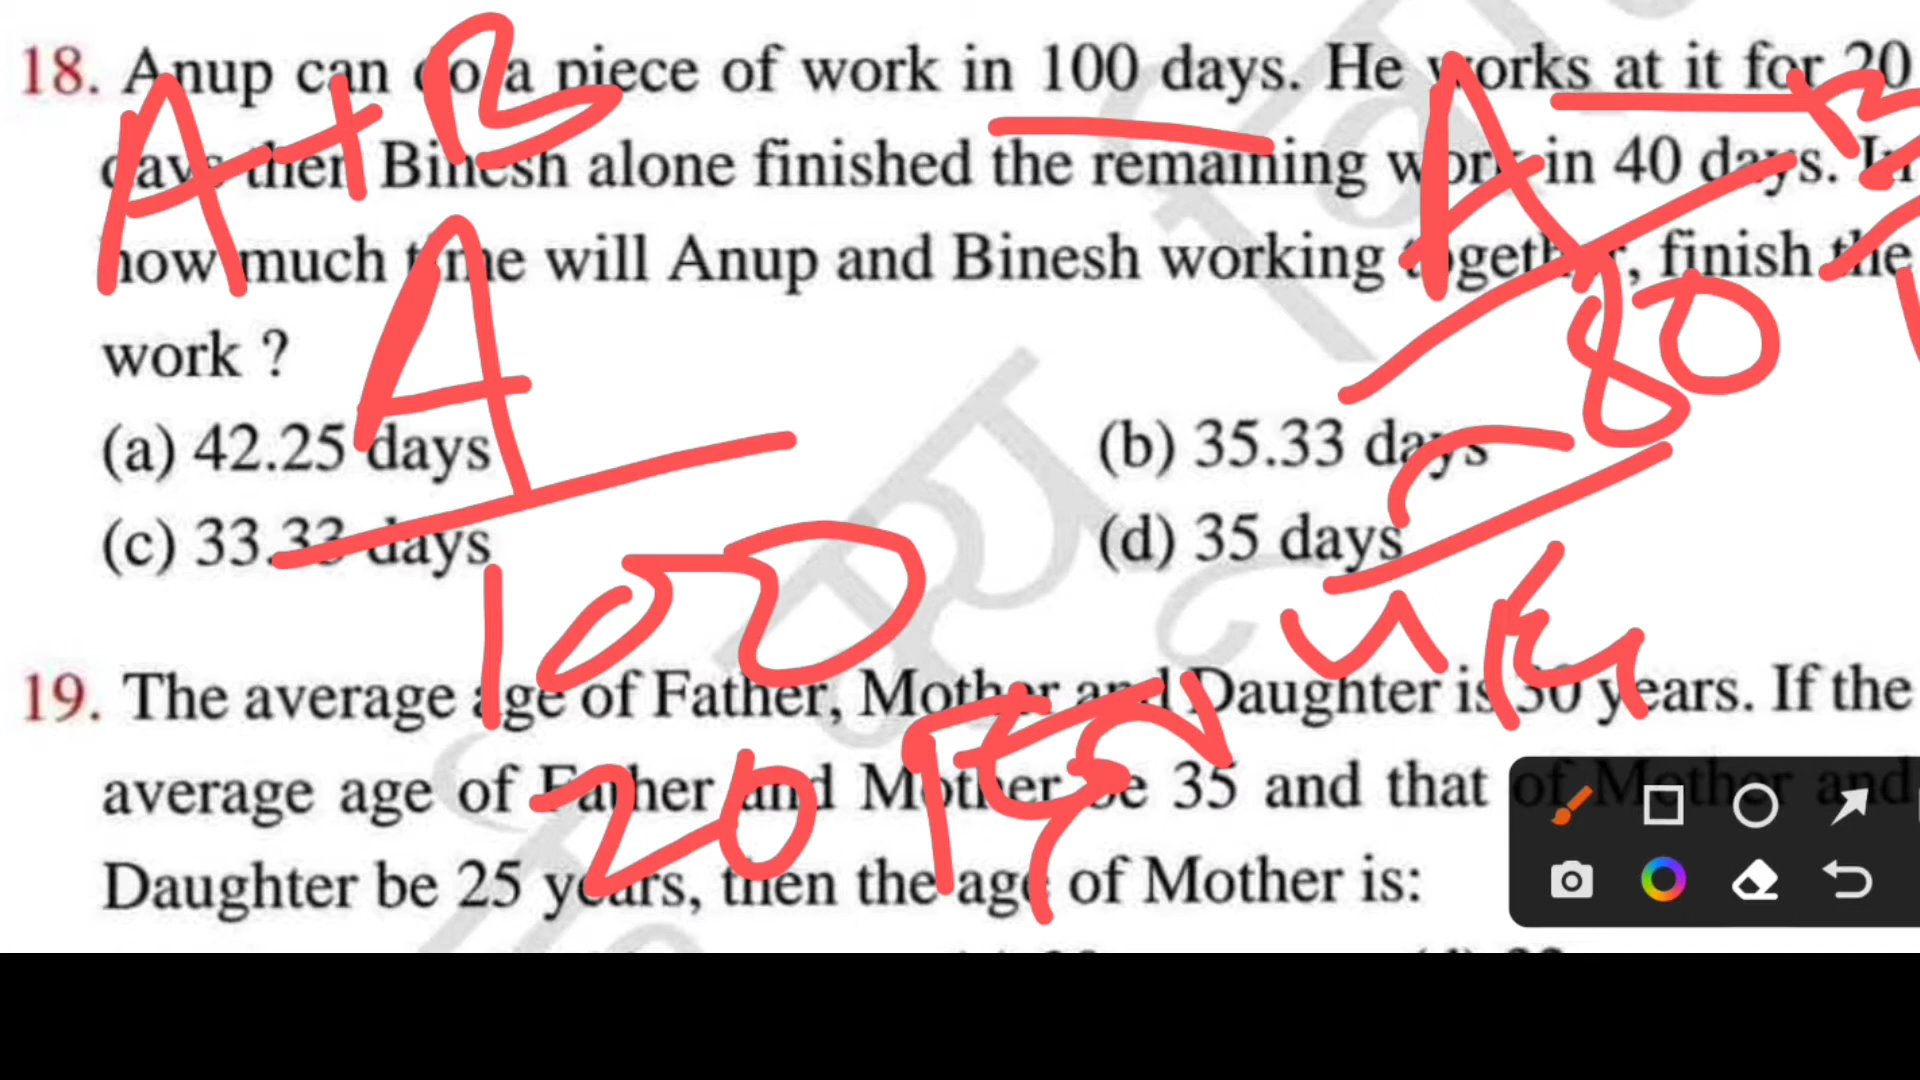 18. Anup can do a piece of work in 100 days. He works at it for 20
days then Binesh alone finished the remaining work in 40 days. In
how much time will Anup and Binesh working together, finish the
work ?
(a) 42.25 days (b) 35.33 days
(c) 33.33 days (d) 35 days
19. The average age of Father, Mother and Daughter is 30 years. If the
average age of Father and Mother be 35 and that of Mother and
Daughter be 25 years, then the age of Mother is:
A+B
A
100
20
A
80